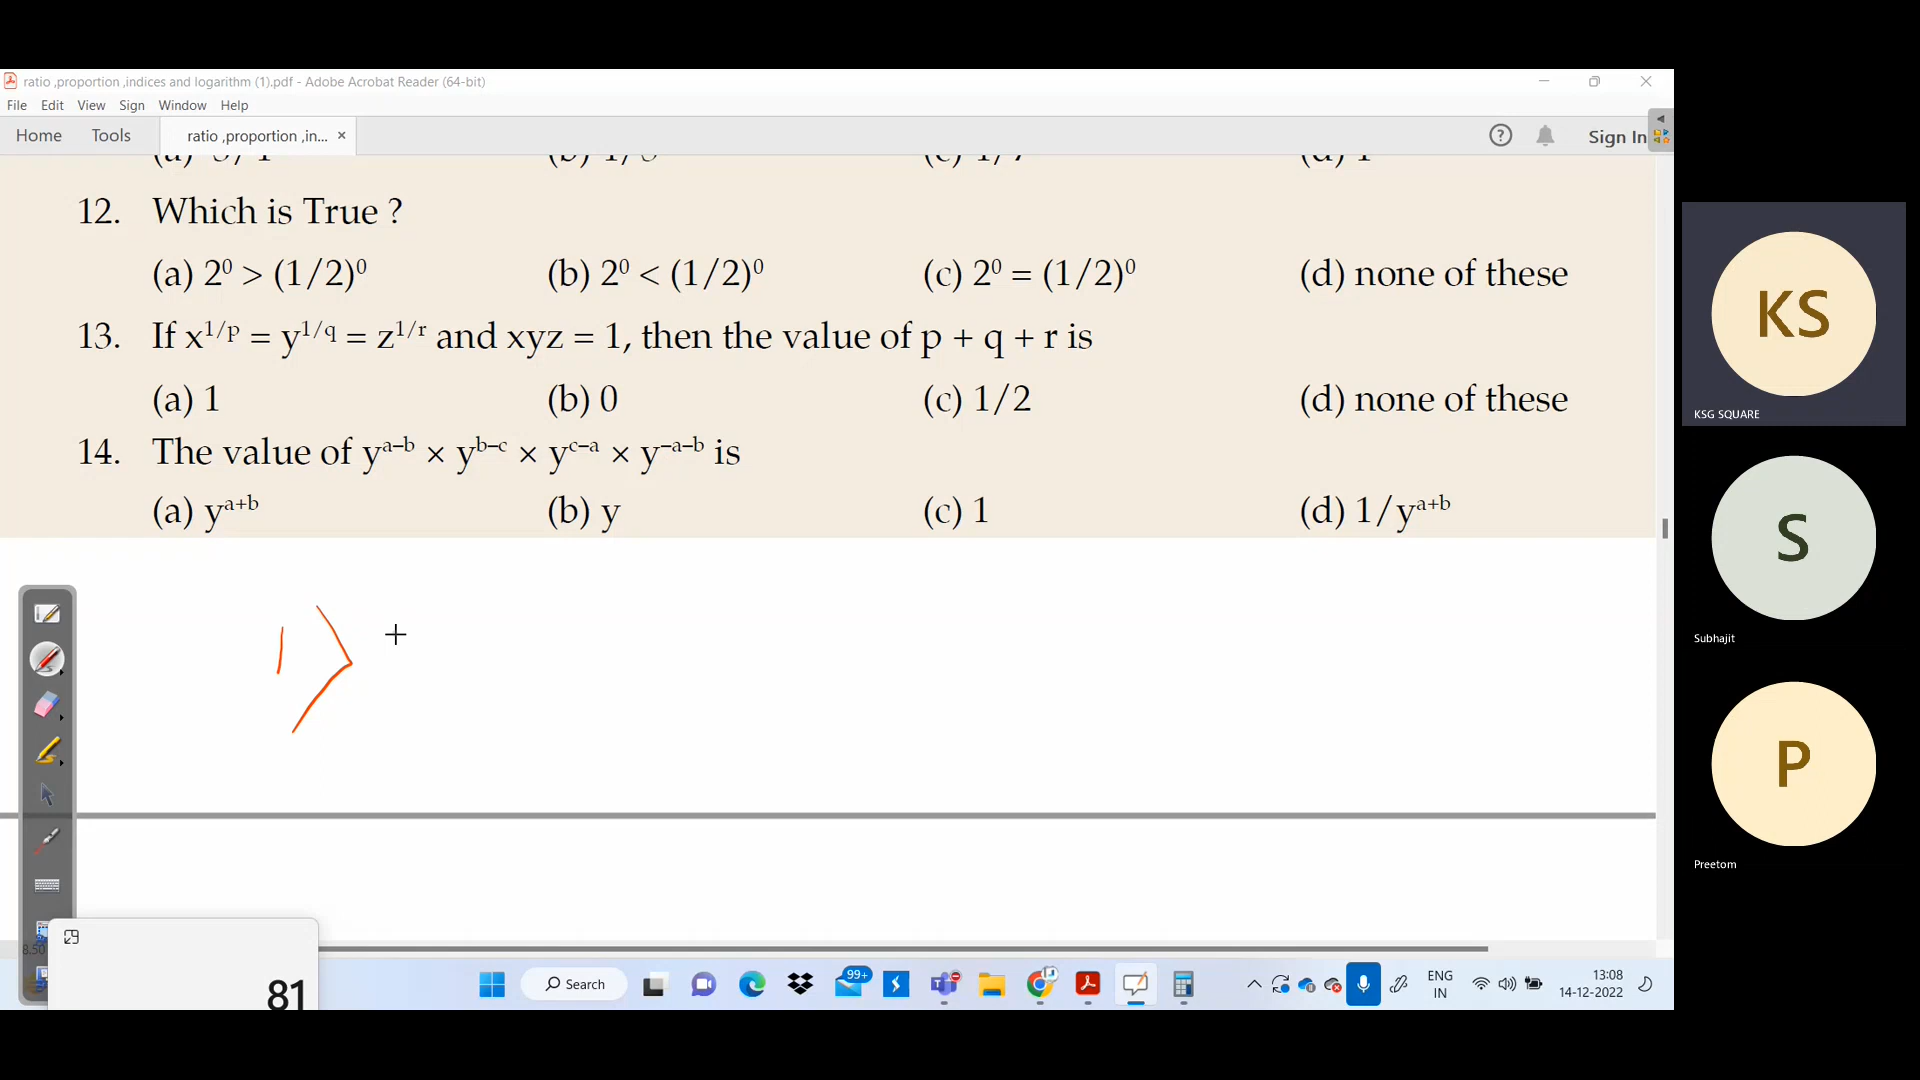 ratio ,proportion ,indices and logarithm (1).pdf - Adobe Acrobat Reader (64-bit)
File Edit View Sign Window Help
Home Tools ratio ,proportion ,in... × Sign In
12. Which is True ?
(a) 2⁰ > (1/2)⁰ (b) 2⁰ < (1/2)⁰ (c) 2⁰ = (1/2)⁰ (d) none of these
13. If x^{1/p} = y^{1/q} = z^{1/r} and xyz = 1, then the value of p + q + r is
(a) 1 (b) 0 (c) 1/2 (d) none of these
14. The value of y^{a–b} × y^{b–c} × y^{c–a} × y^{–a–b} is
(a) y^{a+b} (b) y (c) 1 (d) 1/y^{a+b}
1)
8.50
81
Search
99+
ENG
IN
13:08
14-12-2022
KS
KSG SQUARE
S
Subhajit
P
Preetom